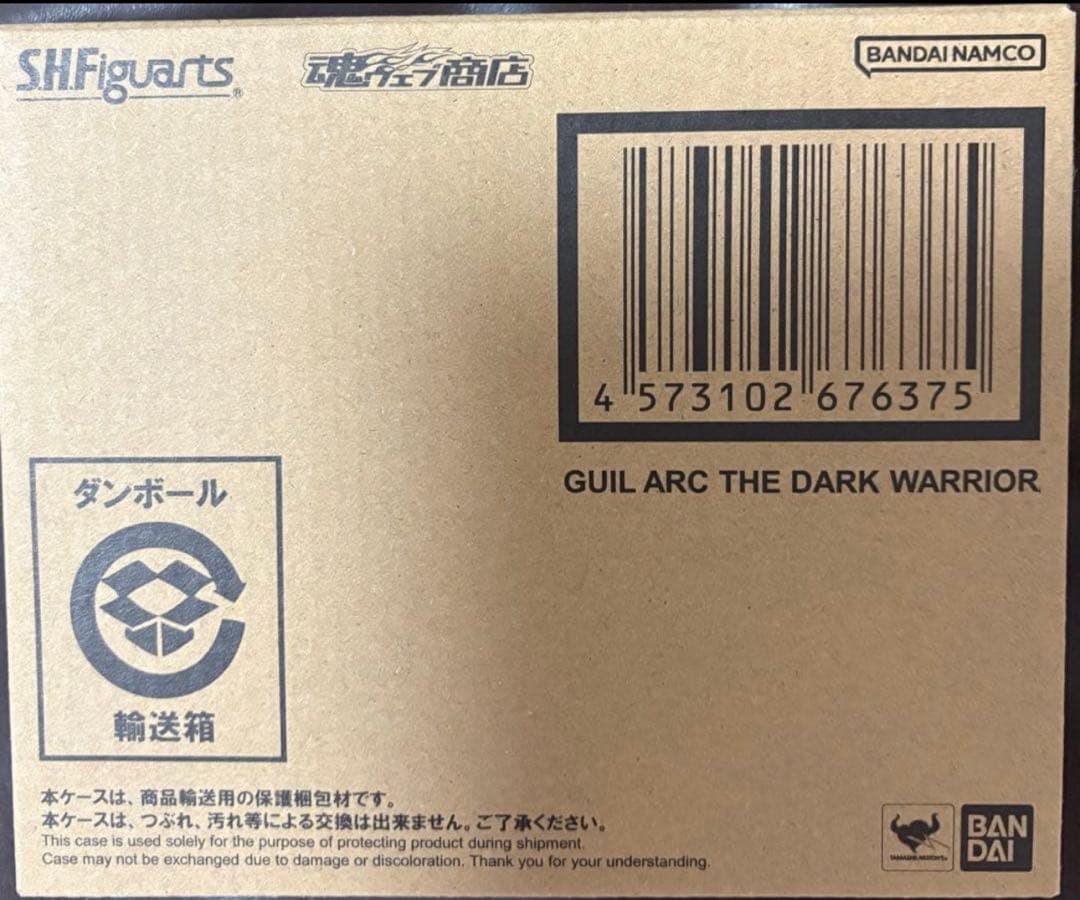 S.H.Figuarts®
魂ウェブ商店
BANDAI NAMCO
4 573102 676375
GUIL ARC THE DARK WARRIOR
ダンボール
輸送箱
本ケースは、商品輸送用の保護梱包材です。
本ケースは、つぶれ、汚れ等による交換は出来ません。ご了承ください。
This case is used solely for the purpose of protecting product during shipment.
Case may not be exchanged due to damage or discoloration. Thank you for your understanding.
TAMASHII NATIONS
BAN
DAI